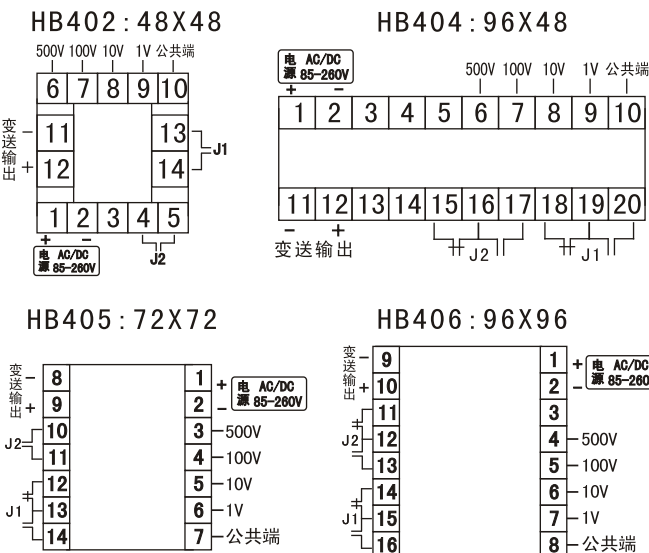 HB402:48X48
500V 100V 10V 1V 公共端
6 7 8 9 10
变送输出
− 11 13
+ 12 14
J1
1 2 3 4 5
+ −
电源 AC/DC 85-260V
J2
HB404:96X48
电源 AC/DC 85-260V
+ −
500V 100V 10V 1V 公共端
1 2 3 4 5 6 7 8 9 10
11 12 13 14 15 16 17 18 19 20
− +
变送输出
J2 J1
HB405:72X72
变送输出
− 8
+ 9
10
J2
11
12
J1 13
14
1 +
2 −
电源 AC/DC 85-260V
3 500V
4 100V
5 10V
6 1V
7 公共端
HB406:96X96
变送输出
− 9
+ 10
11
J2 12
13
14
J1 15
16
1 +
2 −
电源 AC/DC 85-260
3
4 500V
5 100V
6 10V
7 1V
8 公共端